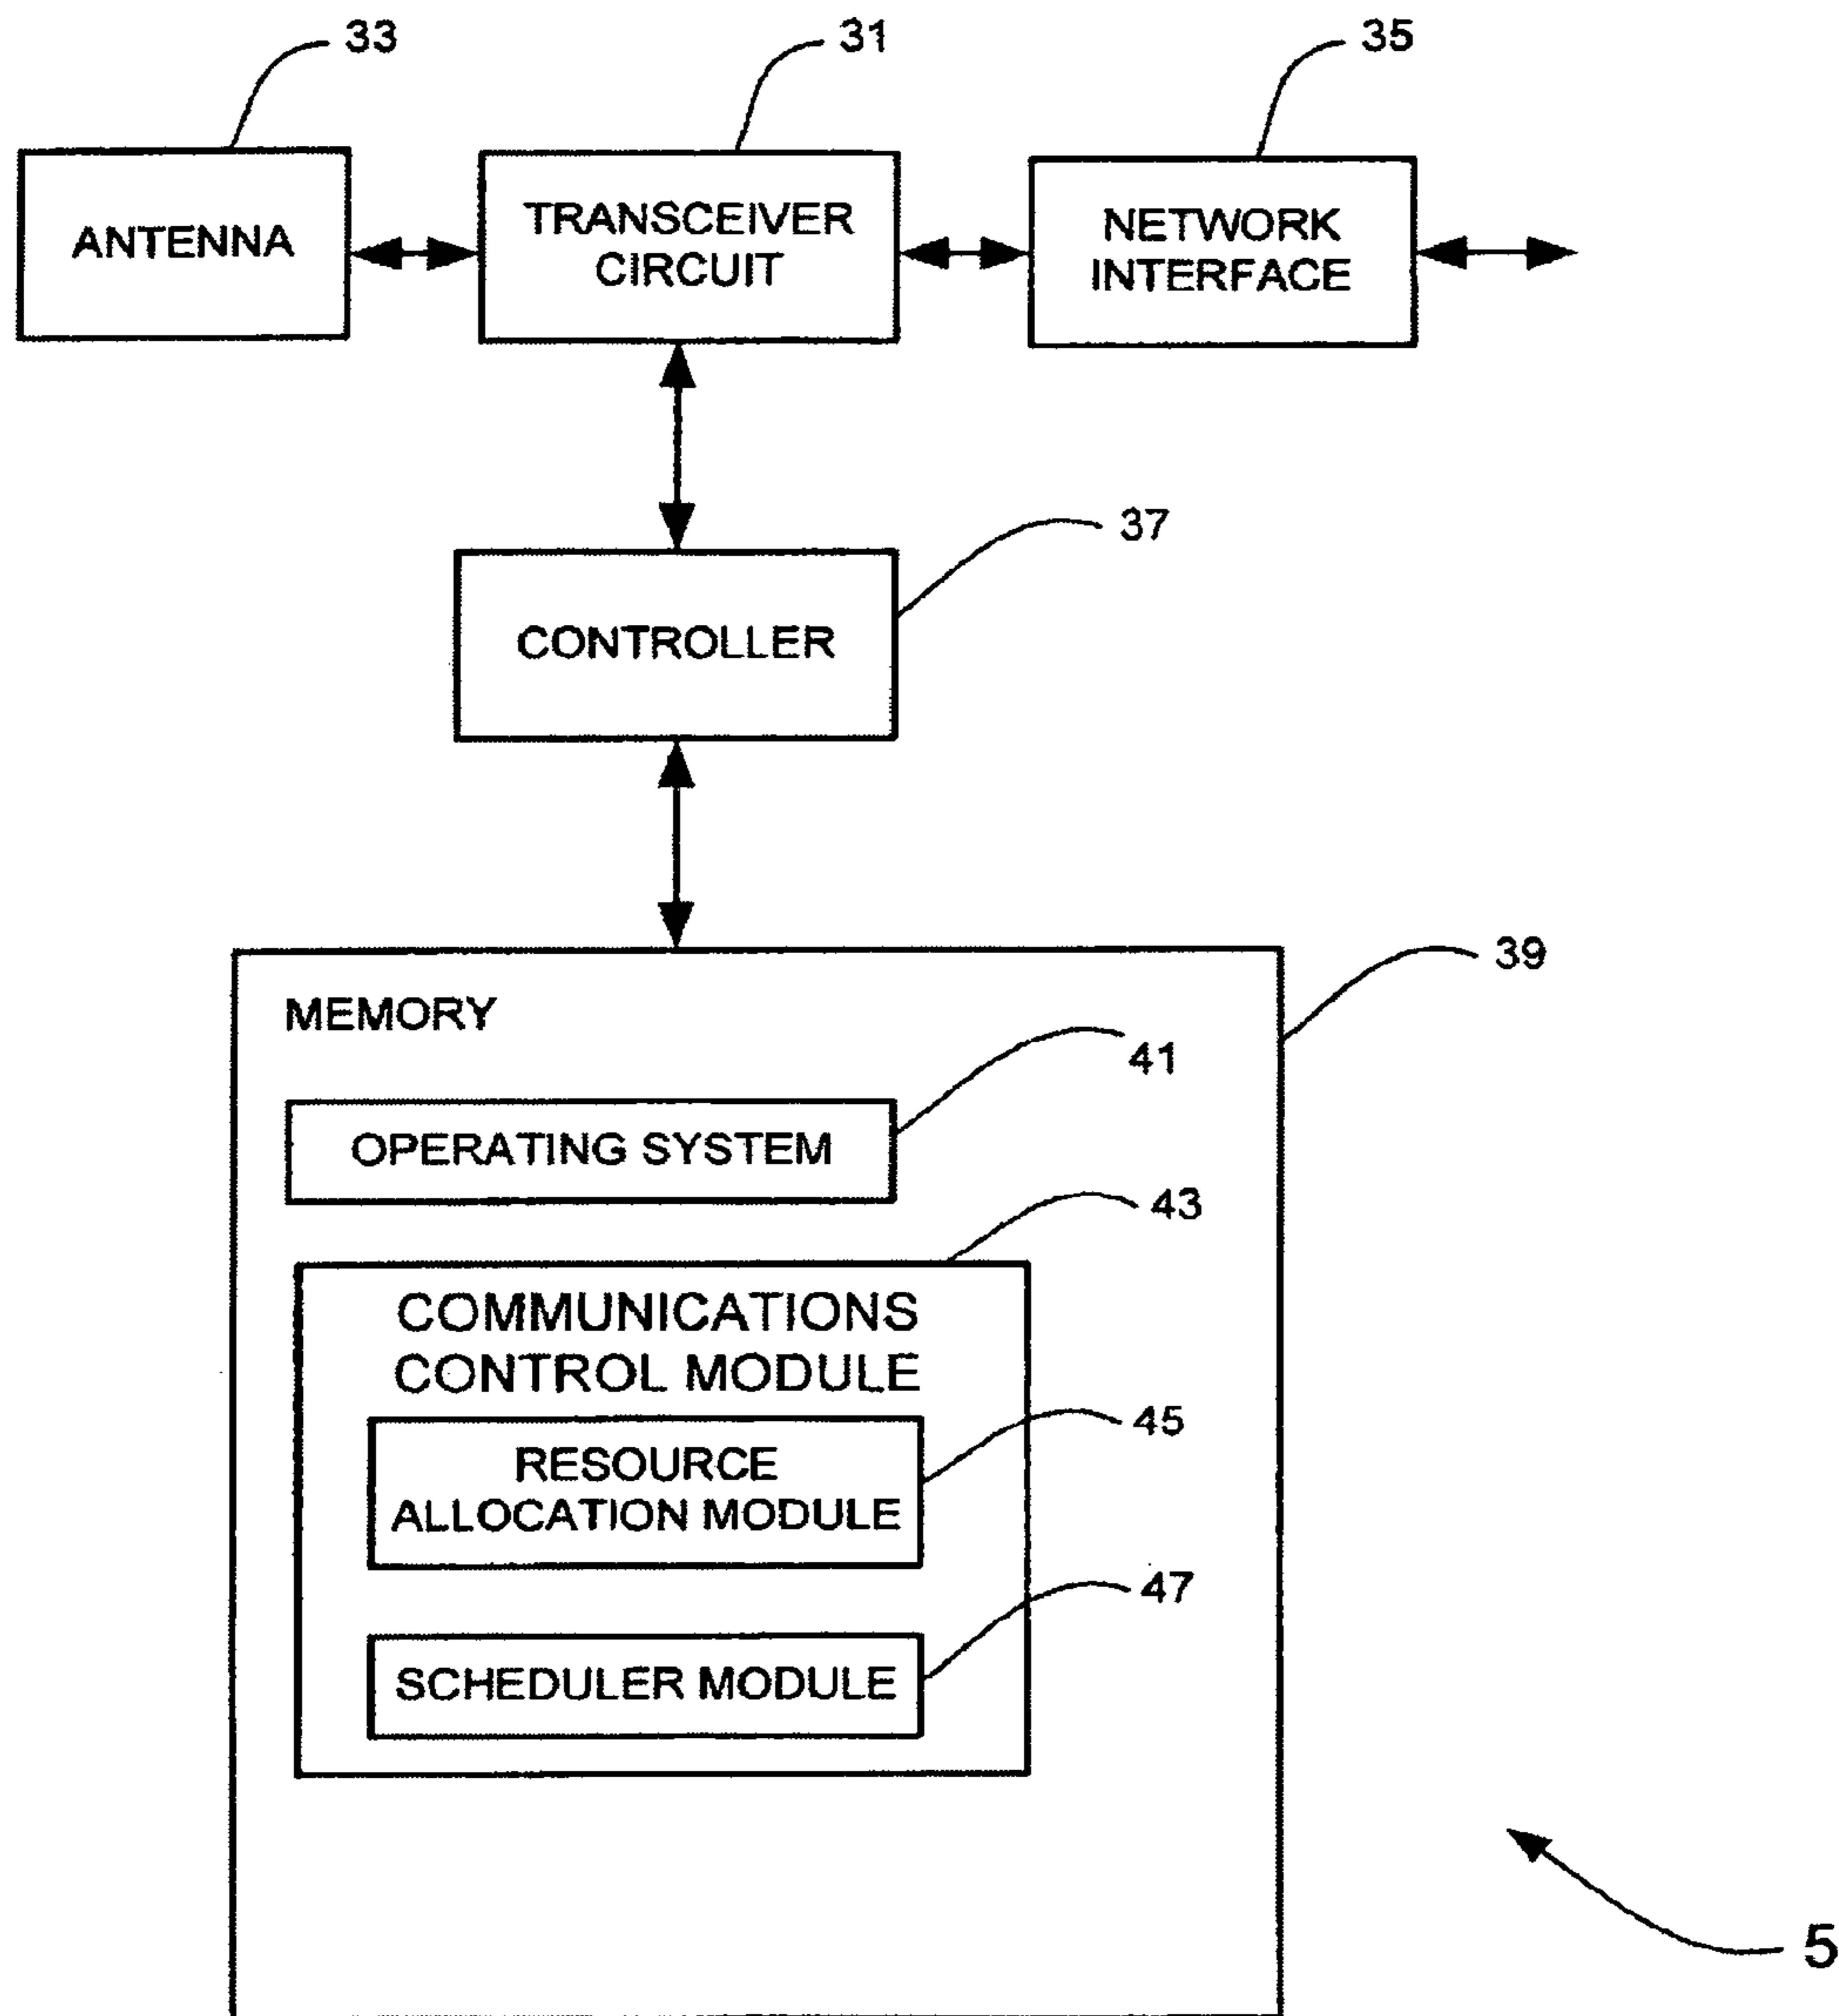 33
31
35
ANTENNA
TRANSCEIVER
CIRCUIT
NETWORK
INTERFACE
37
CONTROLLER
39
MEMORY
41
OPERATING SYSTEM
43
COMMUNICATIONS
CONTROL MODULE
45
RESOURCE
ALLOCATION MODULE
47
SCHEDULER MODULE
5